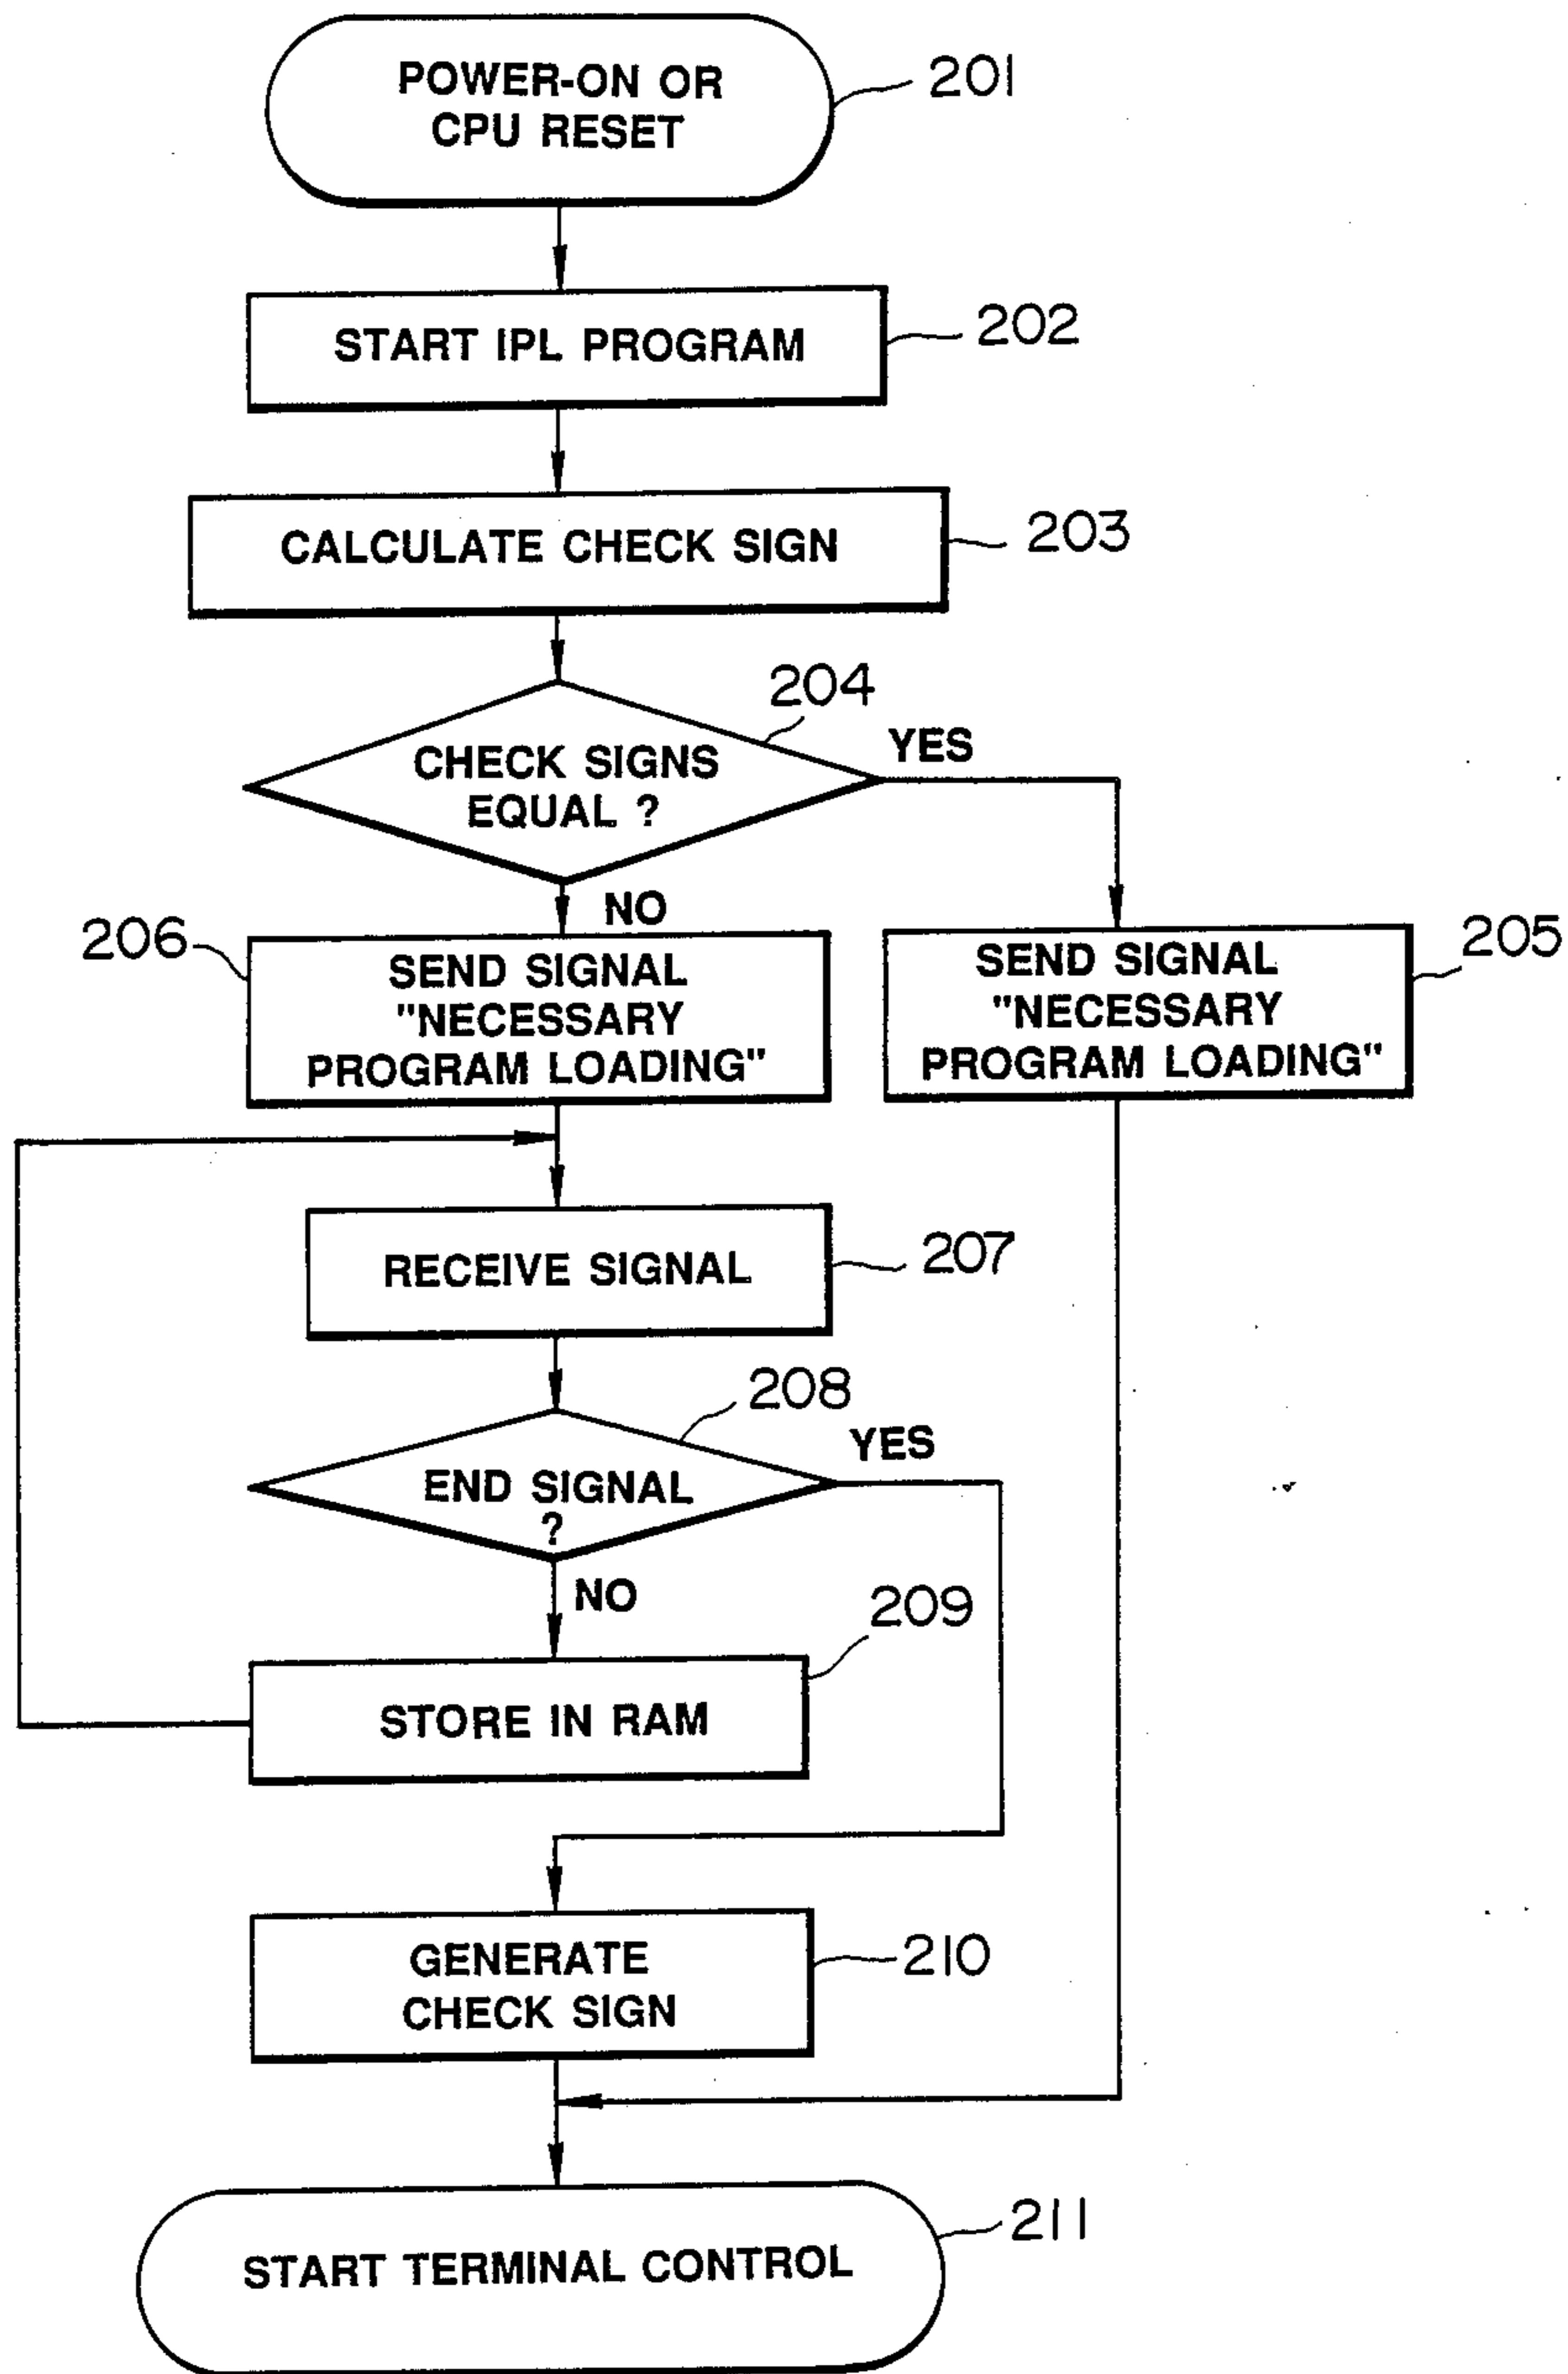 POWER-ON OR
CPU RESET
201
START IPL PROGRAM
202
CALCULATE CHECK SIGN
203
204
CHECK SIGNS
EQUAL ?
YES
NO
206
SEND SIGNAL
"NECESSARY
PROGRAM LOADING"
SEND SIGNAL
"NECESSARY
PROGRAM LOADING"
205
RECEIVE SIGNAL
207
208
END SIGNAL
?
YES
NO
209
STORE IN RAM
GENERATE
CHECK SIGN
210
START TERMINAL CONTROL
211